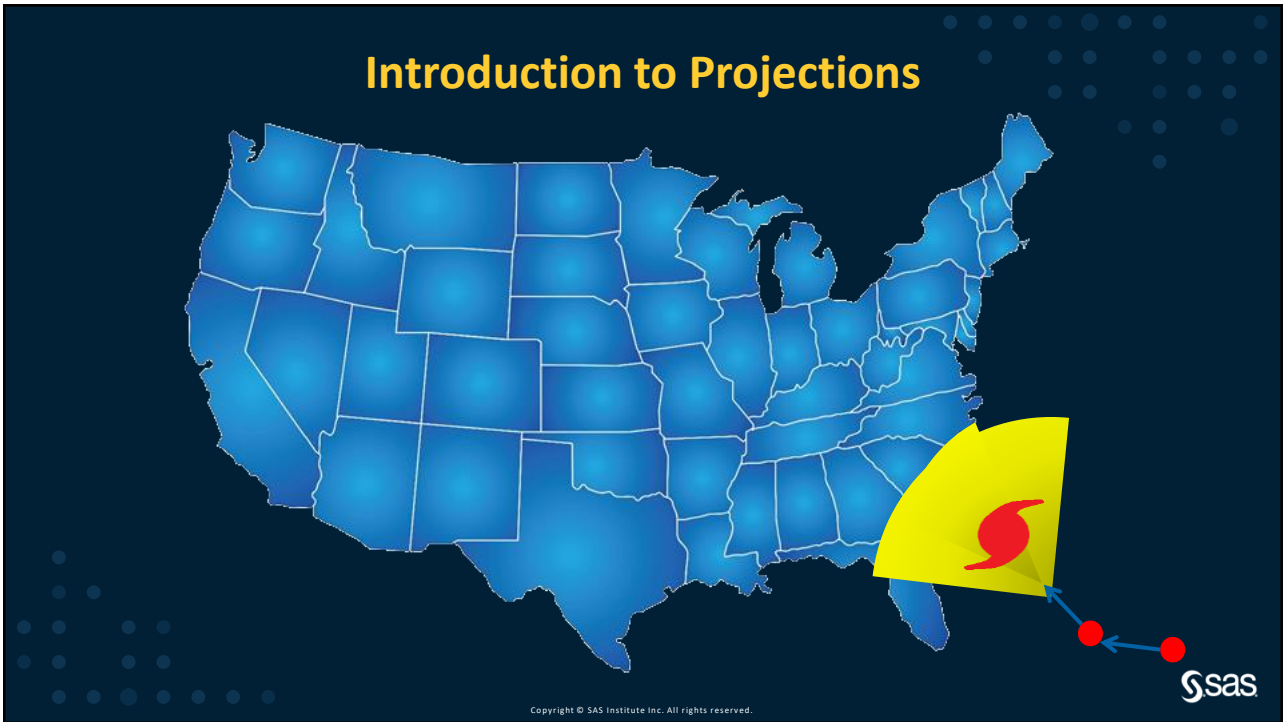 Introduction to Projections
sas
Copyright © SAS Institute Inc. All rights reserved.